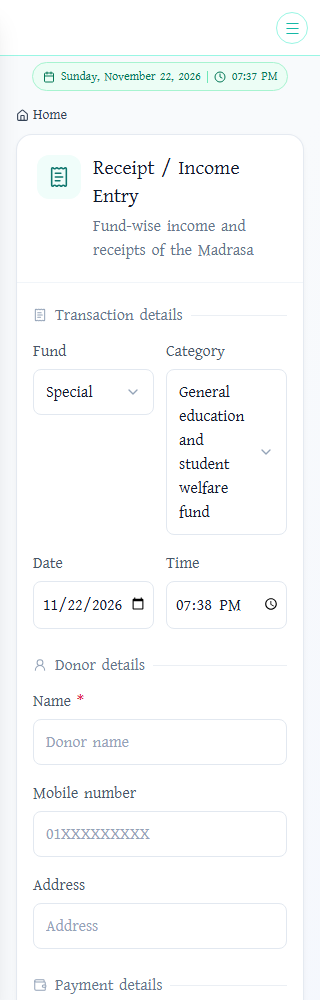 Sunday, November 22, 2026 | 07:37 PM
Home
Receipt / Income
Entry
Fund-wise income and
receipts of the Madrasa
Transaction details
Fund
Category
Special
General
education
and
student
welfare
fund
Date
Time
11/22/2026
07:38 PM
Donor details
Name *
Donor name
Mobile number
01XXXXXXXXX
Address
Address
Payment details